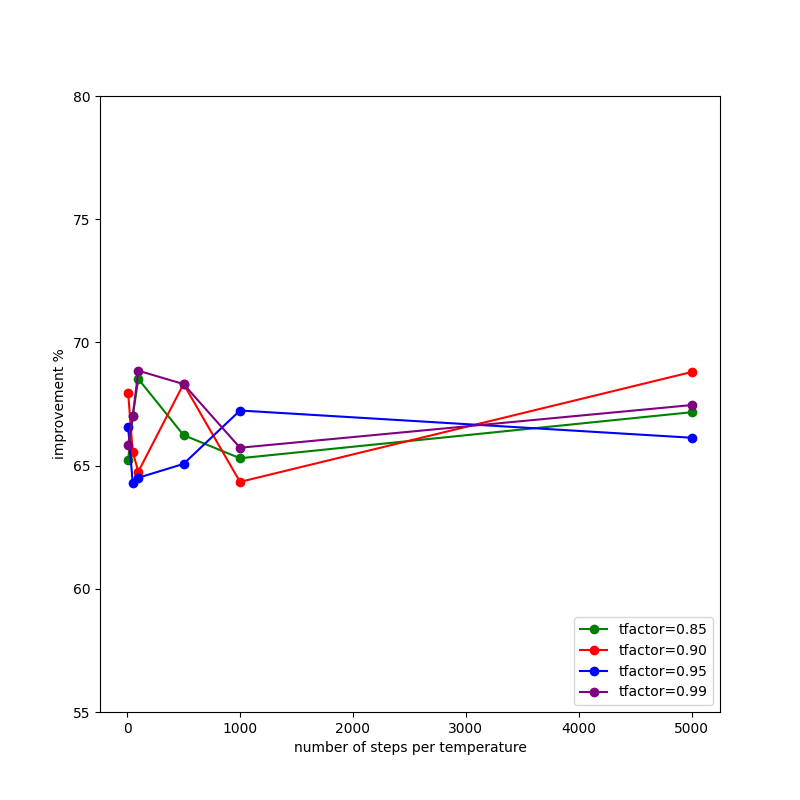 80
75
70
65
60
55
improvement %
0 1000 2000 3000 4000 5000
number of steps per temperature
tfactor=0.85
tfactor=0.90
tfactor=0.95
tfactor=0.99